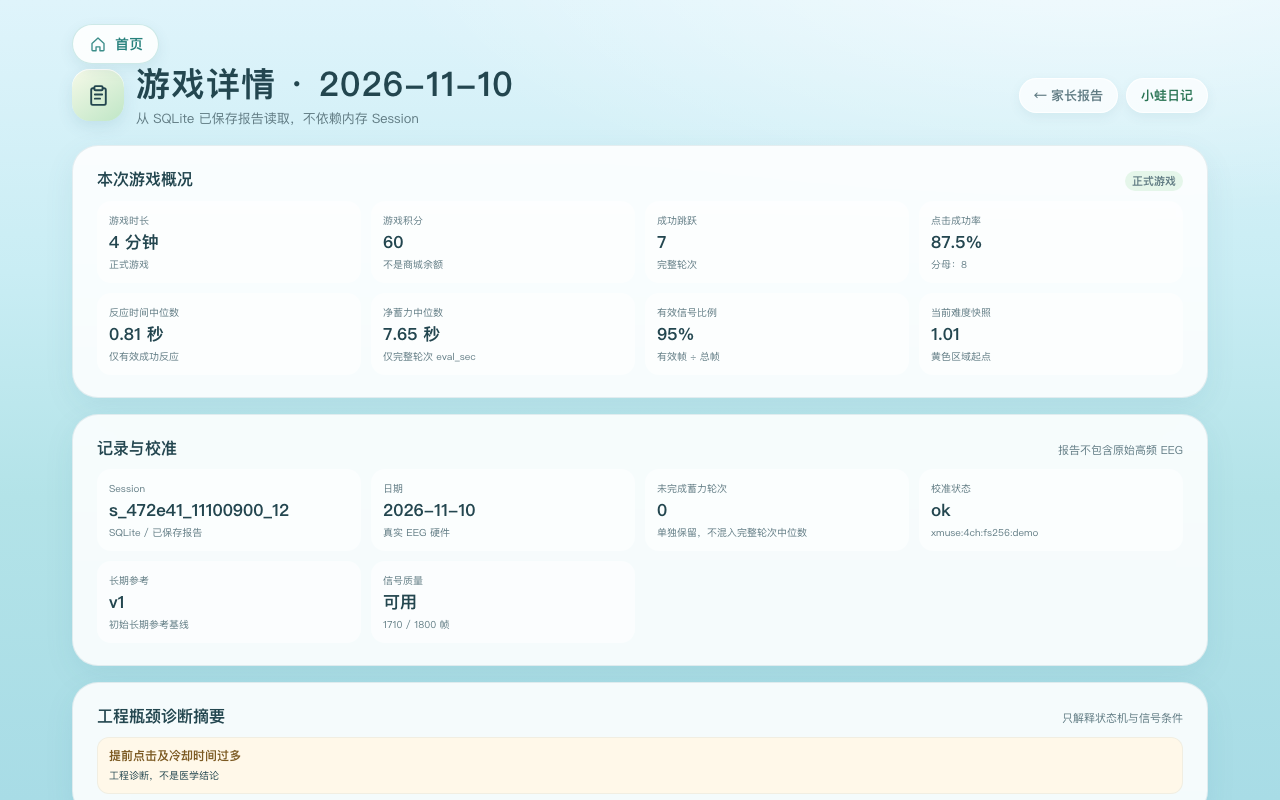 首页
游戏详情 · 2026-11-10
从 SQLite 已保存报告读取，不依赖内存 Session
← 家长报告
小蛙日记
本次游戏概况
正式游戏
游戏时长
4 分钟
正式游戏
游戏积分
60
不是商城余额
成功跳跃
7
完整轮次
点击成功率
87.5%
分母：8
反应时间中位数
0.81 秒
仅有效成功反应
净蓄力中位数
7.65 秒
仅完整轮次 eval_sec
有效信号比例
95%
有效帧 ÷ 总帧
当前难度快照
1.01
黄色区域起点
记录与校准
报告不包含原始高频 EEG
Session
s_472e41_11100900_12
SQLite / 已保存报告
日期
2026-11-10
真实 EEG 硬件
未完成蓄力轮次
0
单独保留，不混入完整轮次中位数
校准状态
ok
xmuse:4ch:fs256:demo
长期参考
v1
初始长期参考基线
信号质量
可用
1710 / 1800 帧
工程瓶颈诊断摘要
只解释状态机与信号条件
提前点击及冷却时间过多
工程诊断，不是医学结论